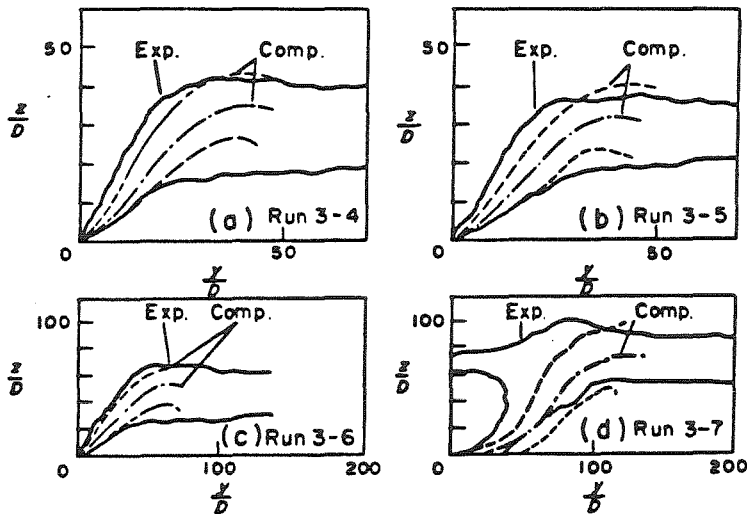 50
Exp.
Comp.
z/D
(a) Run 3-4
0
50
y/D
50
Exp.
Comp.
z/D
(b) Run 3-5
0
50
y/D
100
Exp.
Comp.
z/D
(c) Run 3-6
0
100
200
y/D
100
Exp.
Comp.
z/D
(d) Run 3-7
0
100
200
y/D